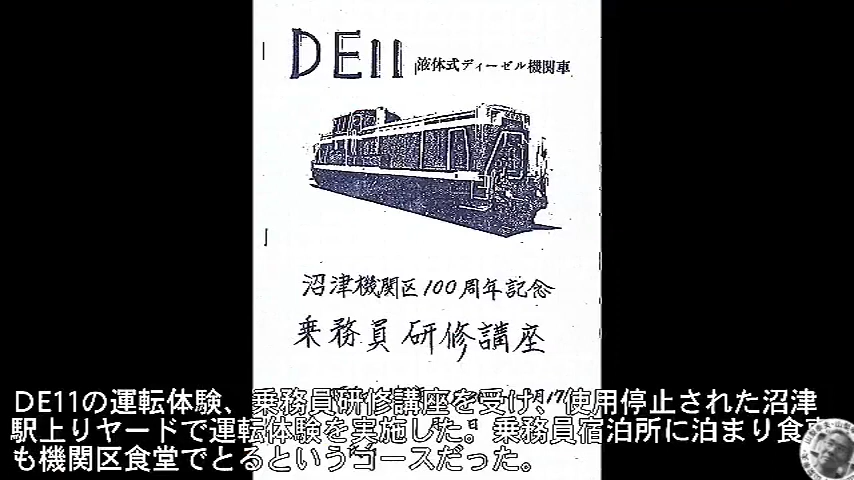 DE11 液体式ディーゼル機関車
沼津機関区100周年記念
乗務員研修講座
DE11の運転体験、乗務員研修講座を受け、使用停止された沼津
駅上りヤードで運転体験を実施した。乗務員宿泊所に泊まり食事
も機関区食堂でとるというコースだった。